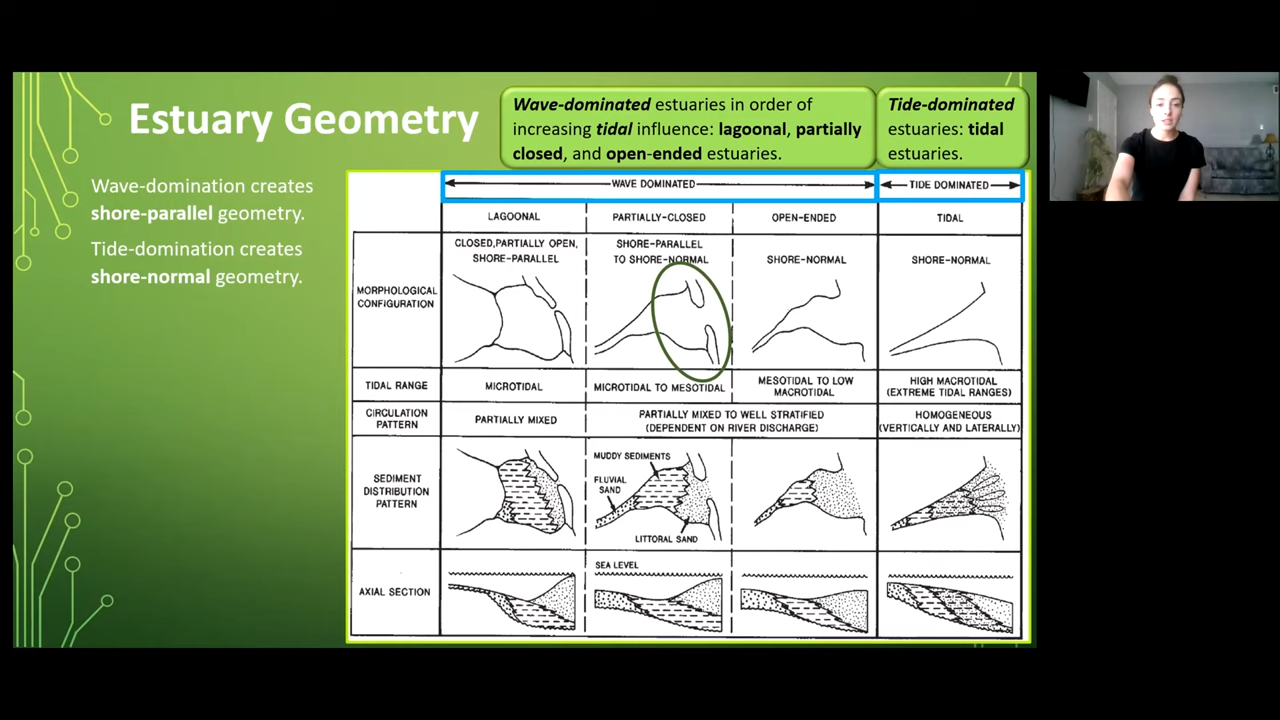 Estuary Geometry
Wave-dominated estuaries in order of
increasing tidal influence: lagoonal, partially
closed, and open-ended estuaries.
Tide-dominated
estuaries: tidal
estuaries.
Wave-domination creates
shore-parallel geometry.
Tide-domination creates
shore-normal geometry.
WAVE DOMINATED
TIDE DOMINATED
LAGOONAL
PARTIALLY-CLOSED
OPEN-ENDED
TIDAL
MORPHOLOGICAL
CONFIGURATION
CLOSED,PARTIALLY OPEN,
SHORE-PARALLEL
SHORE-PARALLEL
TO SHORE-NORMAL
SHORE-NORMAL
SHORE-NORMAL
TIDAL RANGE
MICROTIDAL
MICROTIDAL TO MESOTIDAL
MESOTIDAL TO LOW
MACROTIDAL
HIGH MACROTIDAL
(EXTREME TIDAL RANGES)
CIRCULATION
PATTERN
PARTIALLY MIXED
PARTIALLY MIXED TO WELL STRATIFIED
(DEPENDENT ON RIVER DISCHARGE)
HOMOGENEOUS
(VERTICALLY AND LATERALLY)
SEDIMENT
DISTRIBUTION
PATTERN
MUDDY SEDIMENTS
FLUVIAL
SAND
LITTORAL SAND
AXIAL SECTION
SEA LEVEL